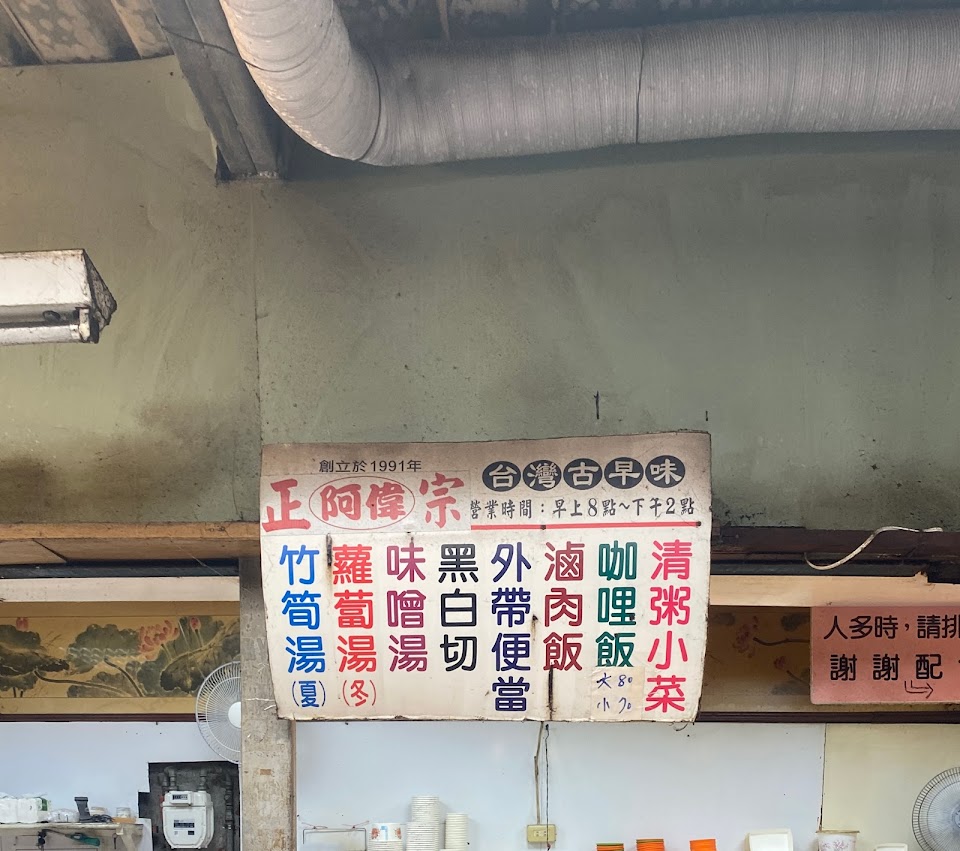 創立於1991年
正阿偉宗
台灣古早味
營業時間：早上8點~下午2點
清粥小菜
咖哩飯
大80
小70
滷肉飯
外帶便當
黑白切
味噌湯
蘿蔔湯(冬)
竹筍湯(夏)
人多時，請排
謝謝配